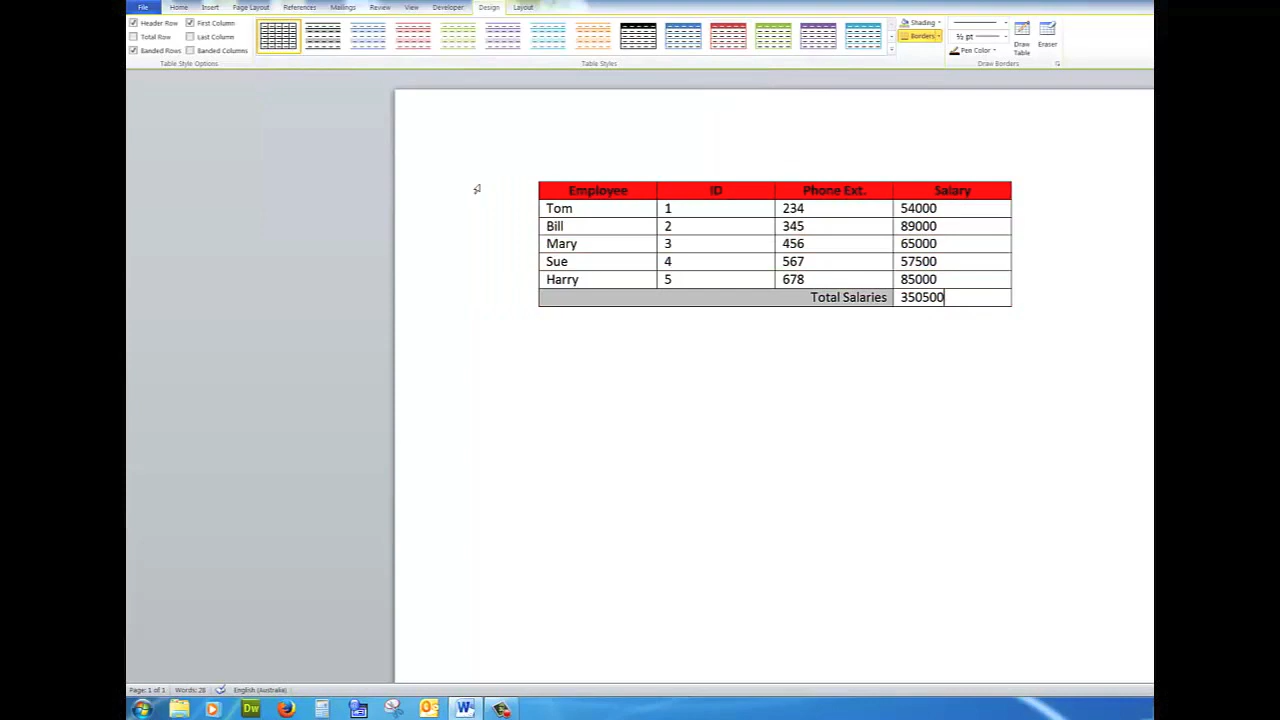 File Home Insert Page Layout References Mailings Review View Developer Design Layout
Header Row First Column
Total Row Last Column
Banded Rows Banded Columns
Table Style Options
Table Styles
Shading
Borders
½ pt
Pen Color
Draw Table
Eraser
Draw Borders
Employee ID Phone Ext. Salary
Tom 1 234 54000
Bill 2 345 89000
Mary 3 456 65000
Sue 4 567 57500
Harry 5 678 85000
Total Salaries 350500
Page: 1 of 1 Words: 28 English (Australia)
Dw